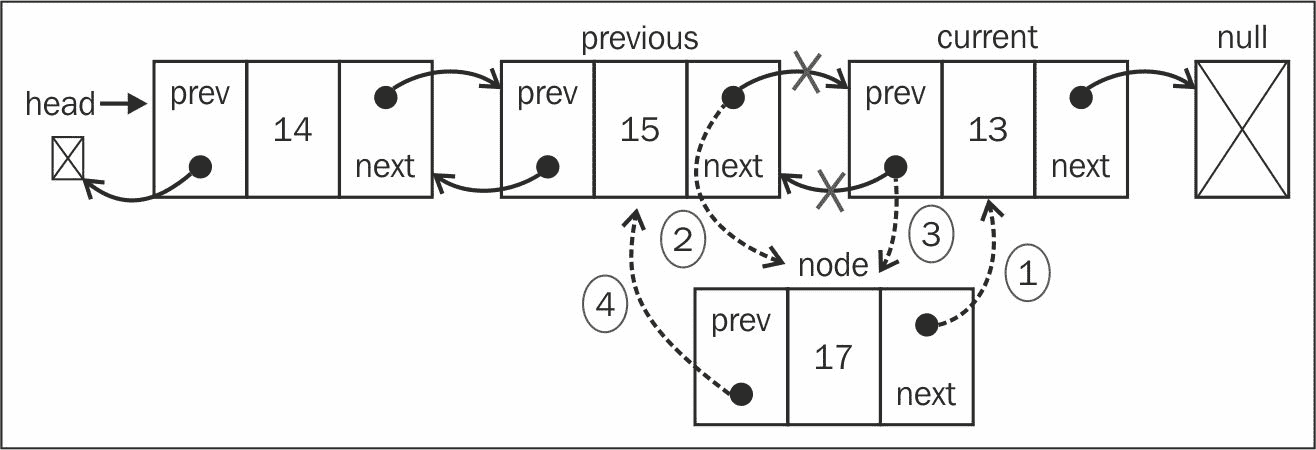 previous current null
head prev 14 next prev 15 next prev 13 next
2 3 1
4 node
prev 17 next